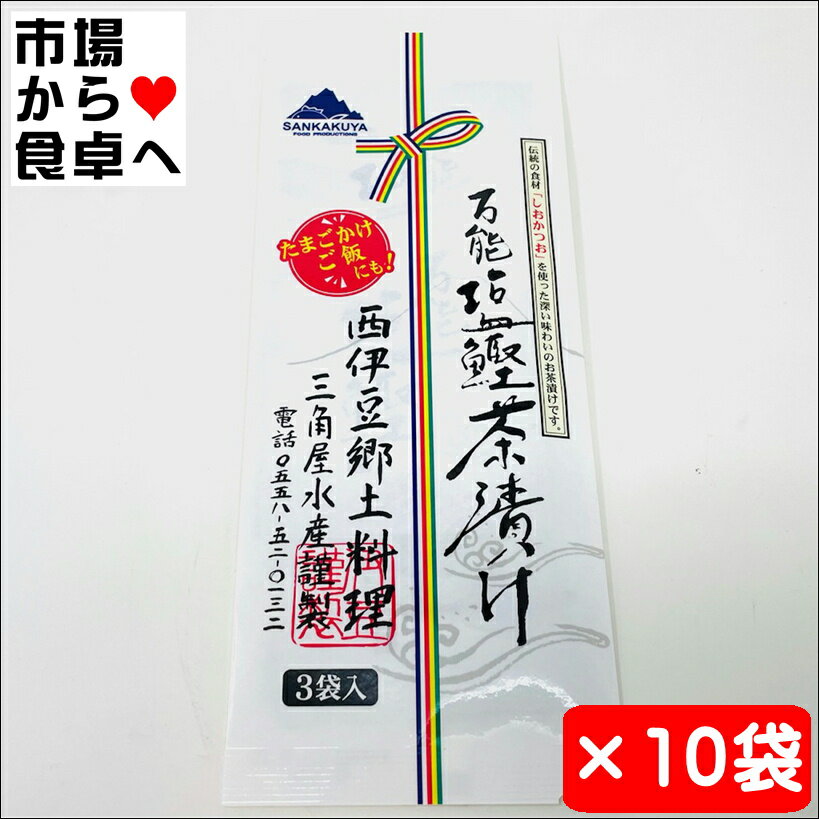 市場
から♥
食卓へ
SANKAKUYA
FOOD PRODUCTIONS
伝統の食材「しおかつお」を使った深い味わいのお茶漬けです。
万能塩鰹茶漬け
たまごかけ
ご飯
にも!
西伊豆郷土料理
三角屋水産謹製
電話〇五五八-五二-〇一三二
3袋入
×10袋